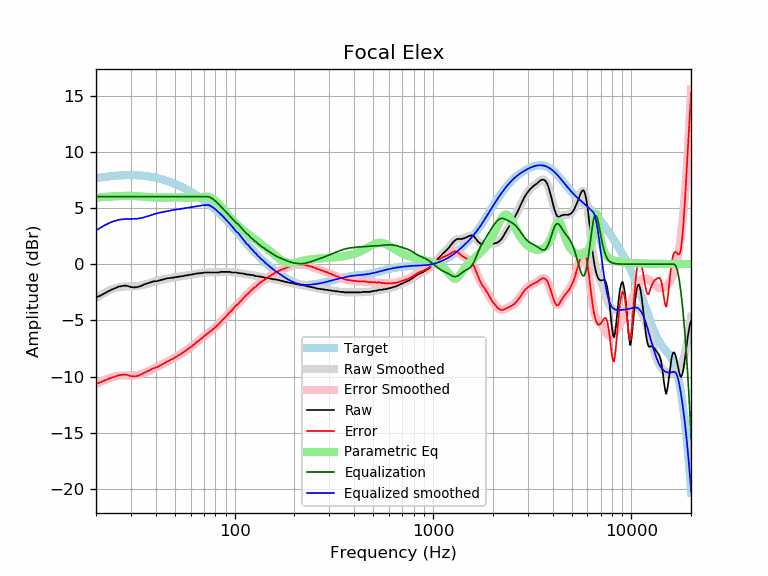 Focal Elex
Amplitude (dBr)
15
10
5
0
−5
−10
−15
−20
Target
Raw Smoothed
Error Smoothed
Raw
Error
Parametric Eq
Equalization
Equalized smoothed
100
1000
10000
Frequency (Hz)